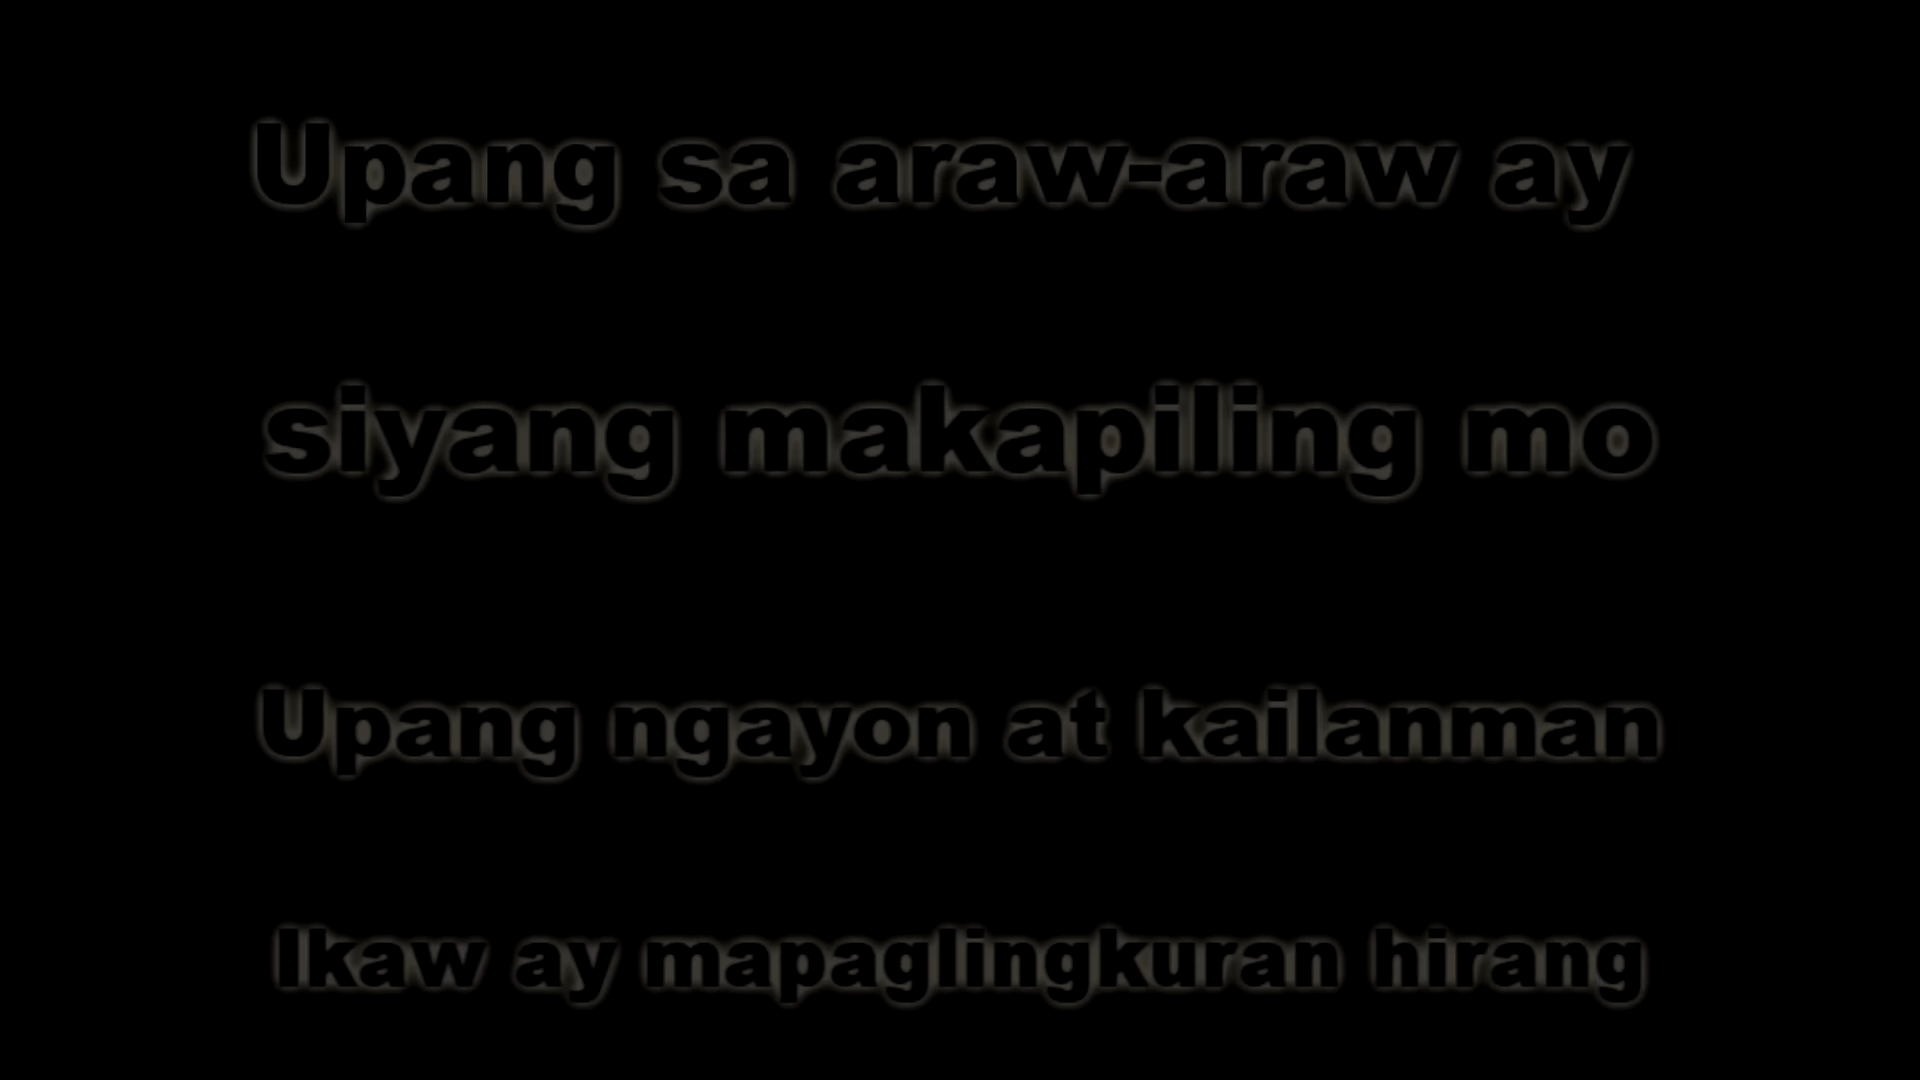 Upang sa araw-araw ay
siyang makapiling mo
Upang ngayon at kailanman
Ikaw ay mapaglingkuran hirang